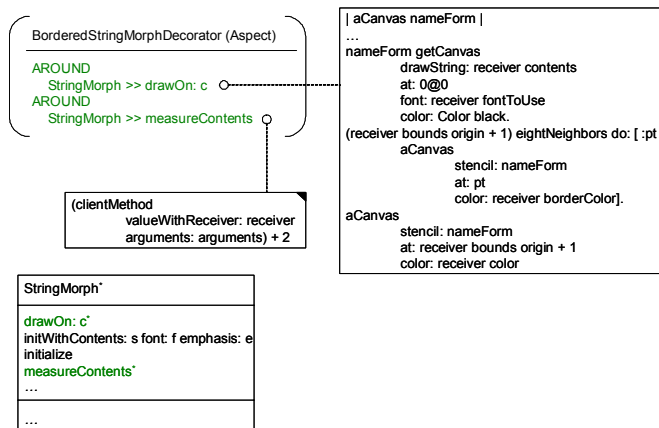 BorderedStringMorphDecorator (Aspect)
AROUND
StringMorph >> drawOn: c
AROUND
StringMorph >> measureContents
| aCanvas nameForm |
...
nameForm getCanvas
drawString: receiver contents
at: 0@0
font: receiver fontToUse
color: Color black.
(receiver bounds origin + 1) eightNeighbors do: [ :pt
aCanvas
stencil: nameForm
at: pt
color: receiver borderColor].
aCanvas
stencil: nameForm
at: receiver bounds origin + 1
color: receiver color
(clientMethod
valueWithReceiver: receiver
arguments: arguments) + 2
StringMorph*
drawOn: c*
initWithContents: s font: f emphasis: e
initialize
measureContents*
...
...